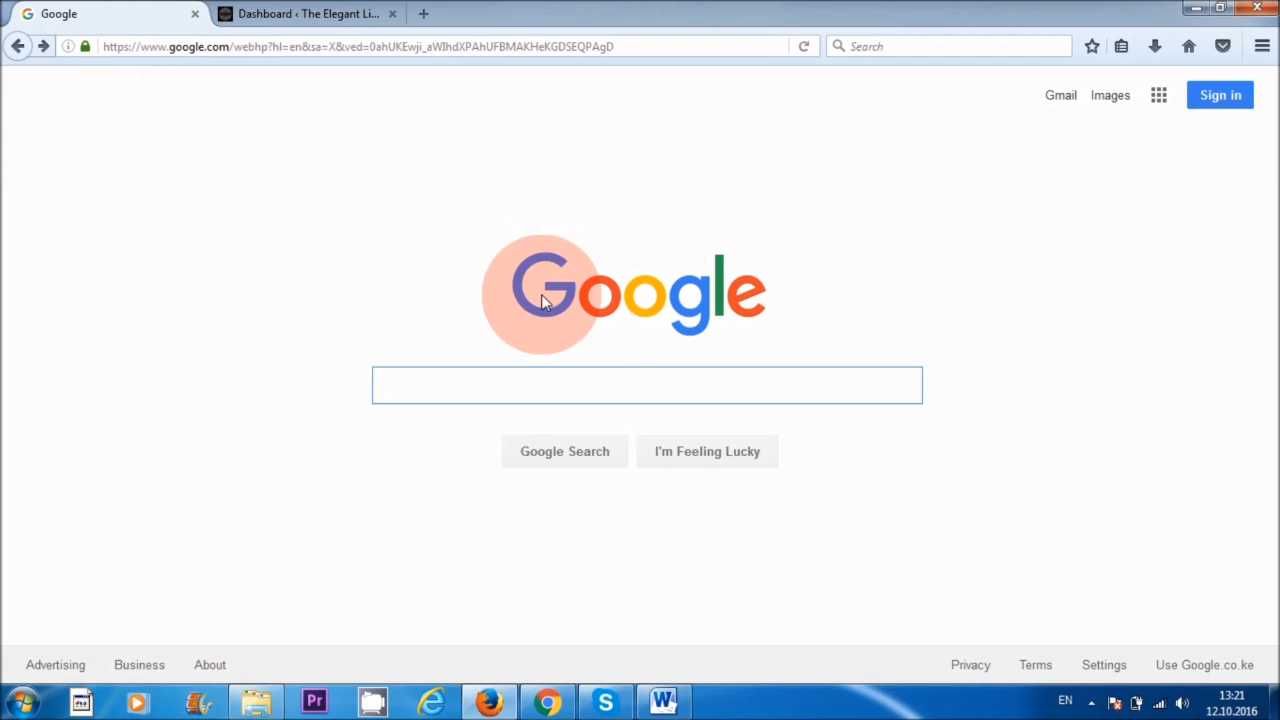 Google
Dashboard ‹ The Elegant Li...
https://www.google.com/webhp?hl=en&sa=X&ved=0ahUKEwji_aWIhdXPAhUFBMAKHeKGDSEQPAgD
Search
Gmail Images Sign in
Google
Google Search I'm Feeling Lucky
Advertising Business About Privacy Terms Settings Use Google.co.ke
Pr S W EN 13:21
12.10.2016